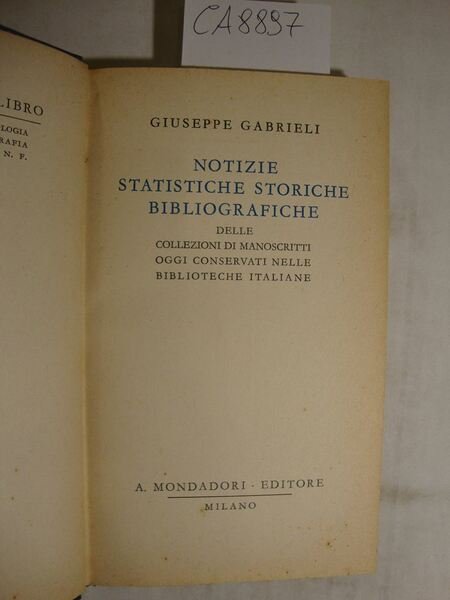 CA8897
LIBRO
OLOGIA
RAFIA
N. F.
GIUSEPPE GABRIELI
NOTIZIE
STATISTICHE STORICHE
BIBLIOGRAFICHE
DELLE
COLLEZIONI DI MANOSCRITTI
OGGI CONSERVATI NELLE
BIBLIOTECHE ITALIANE
A. MONDADORI · EDITORE
MILANO